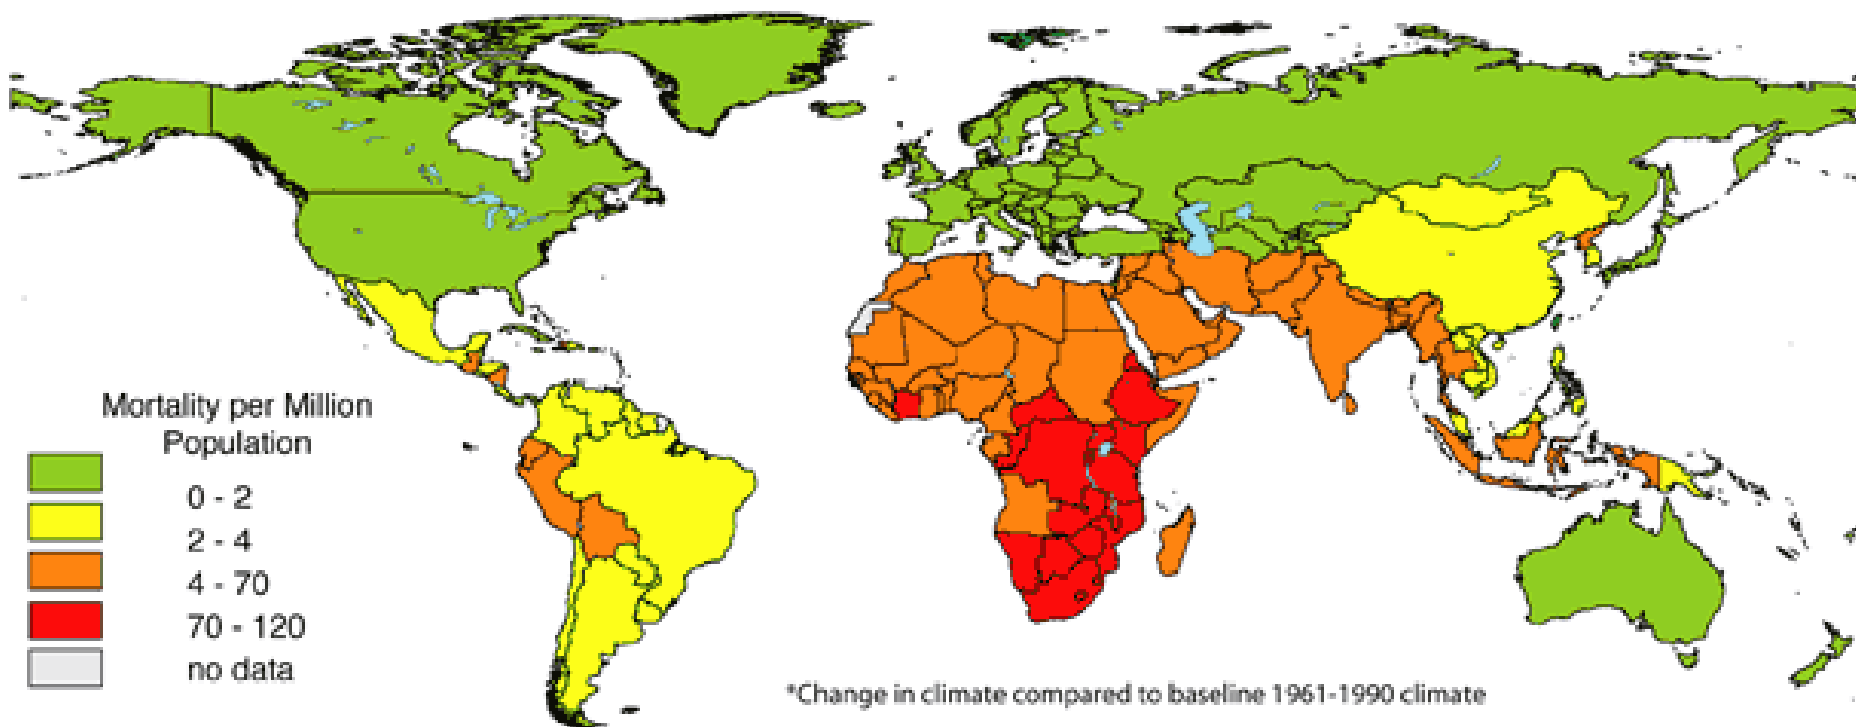 Mortality per Million
Population
0 - 2
2 - 4
4 - 70
70 - 120
no data
*Change in climate compared to baseline 1961-1990 climate